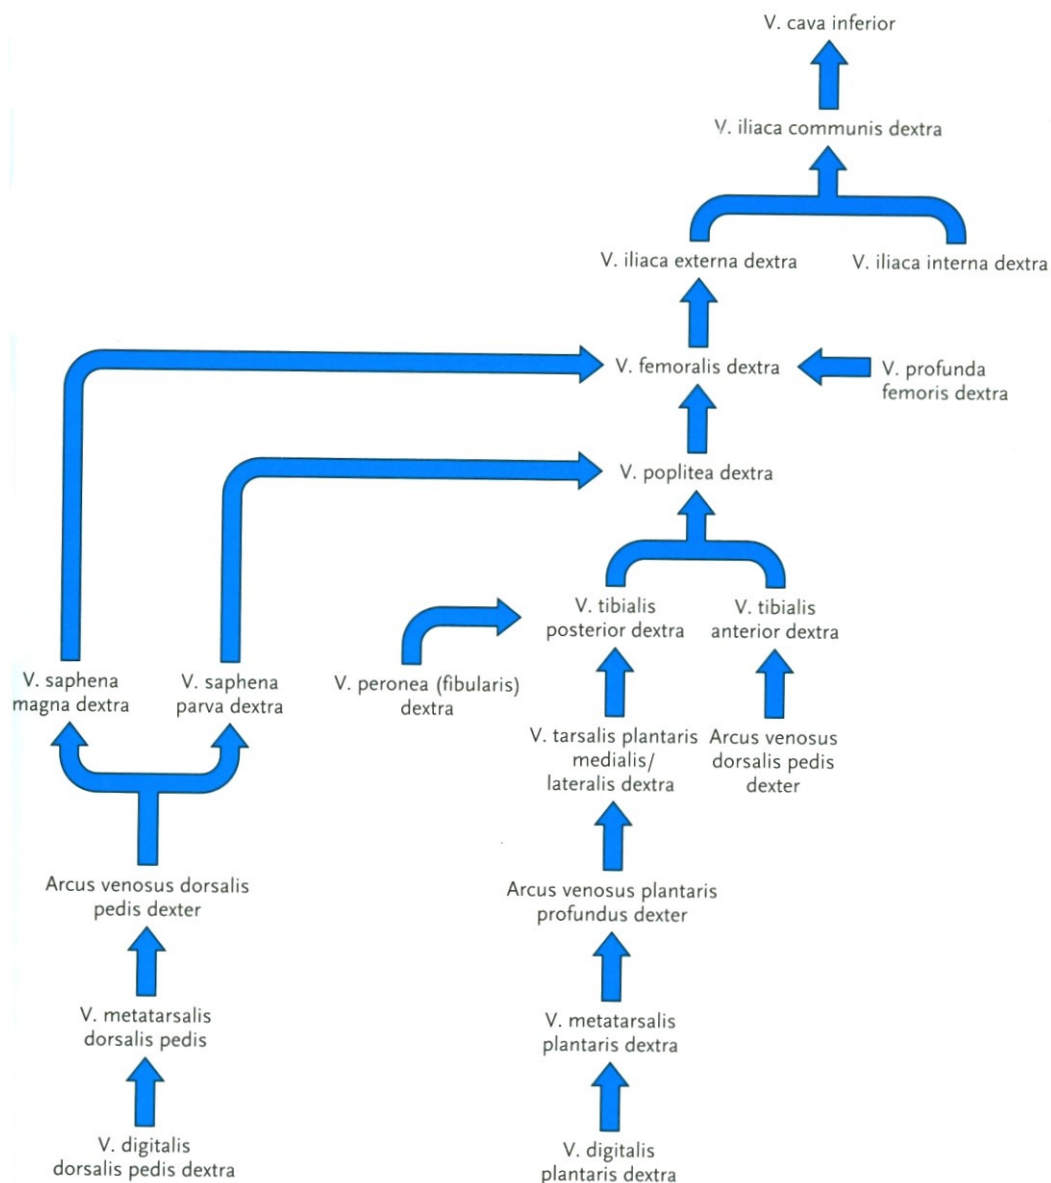 V. cava inferior
V. iliaca communis dextra
V. iliaca externa dextra
V. iliaca interna dextra
V. femoralis dextra
V. profunda
femoris dextra
V. poplitea dextra
V. tibialis
posterior dextra
V. tibialis
anterior dextra
V. saphena
magna dextra
V. saphena
parva dextra
V. peronea (fibularis)
dextra
V. tarsalis plantaris
medialis/
lateralis dextra
Arcus venosus
dorsalis pedis
dexter
Arcus venosus dorsalis
pedis dexter
Arcus venosus plantaris
profundus dexter
V. metatarsalis
dorsalis pedis
V. metatarsalis
plantaris dextra
V. digitalis
dorsalis pedis dextra
V. digitalis
plantaris dextra